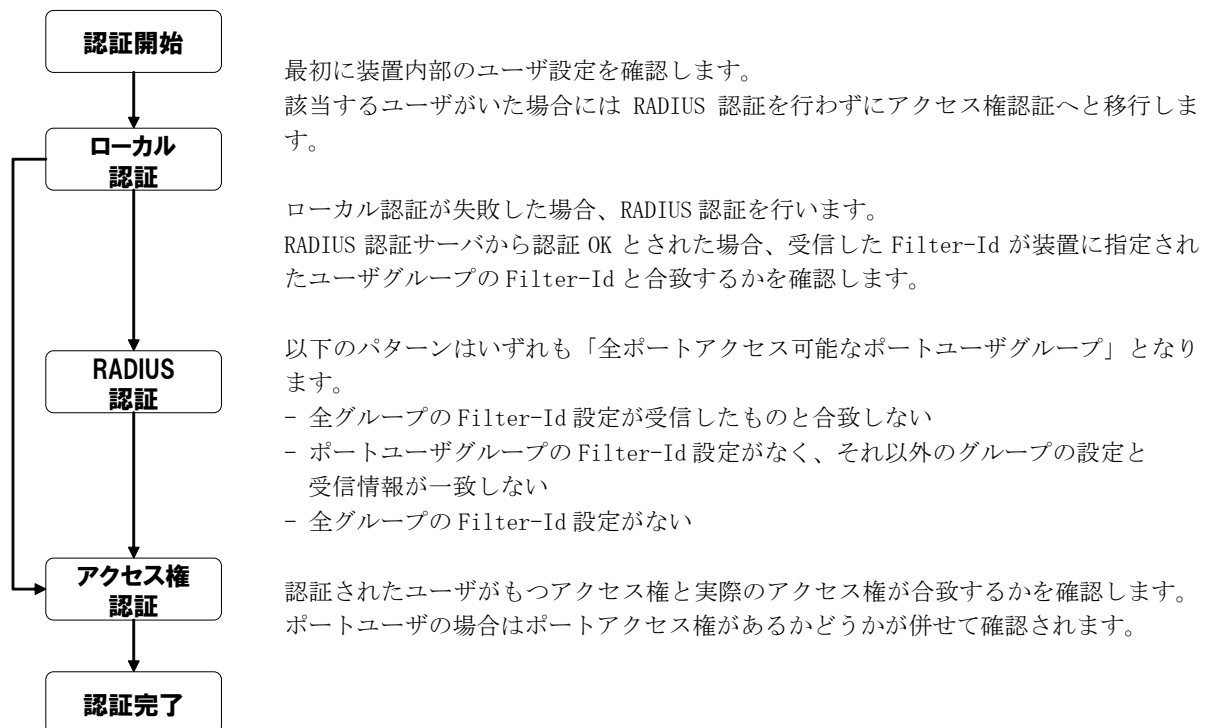 認証開始
最初に装置内部のユーザ設定を確認します。
該当するユーザがいた場合には RADIUS 認証を行わずにアクセス権認証へと移行しま
す。
ローカル
認証
ローカル認証が失敗した場合、RADIUS 認証を行います。
RADIUS 認証サーバから認証 OK とされた場合、受信した Filter-Id が装置に指定され
たユーザグループの Filter-Id と合致するかを確認します。
RADIUS
認証
以下のパターンはいずれも「全ポートアクセス可能なポートユーザグループ」となり
ます。
- 全グループの Filter-Id 設定が受信したものと合致しない
- ポートユーザグループの Filter-Id 設定がなく、それ以外のグループの設定と
受信情報が一致しない
- 全グループの Filter-Id 設定がない
アクセス権
認証
認証されたユーザがもつアクセス権と実際のアクセス権が合致するかを確認します。
ポートユーザの場合はポートアクセス権があるかどうかが併せて確認されます。
認証完了